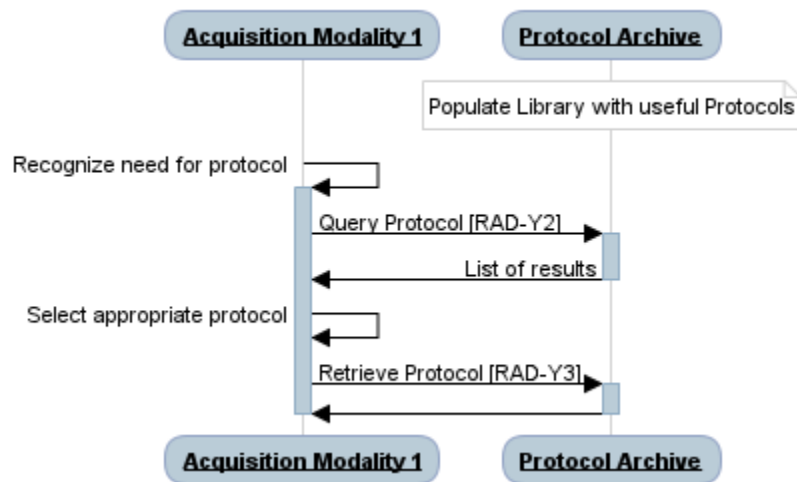 Acquisition Modality 1
Protocol Archive
Populate Library with useful Protocols
Recognize need for protocol
Query Protocol [RAD-Y2]
List of results
Select appropriate protocol
Retrieve Protocol [RAD-Y3]
Acquisition Modality 1
Protocol Archive